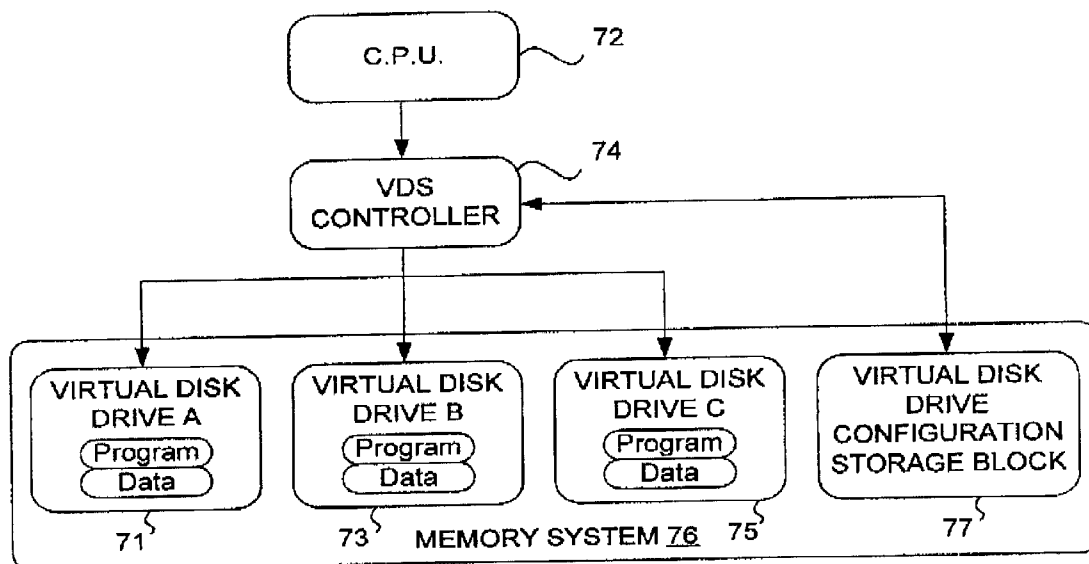 C.P.U.
72
VDS
CONTROLLER
74
VIRTUAL DISK
DRIVE A
Program
Data
71
VIRTUAL DISK
DRIVE B
Program
Data
73
VIRTUAL DISK
DRIVE C
Program
Data
75
VIRTUAL DISK
DRIVE
CONFIGURATION
STORAGE BLOCK
77
MEMORY SYSTEM 76